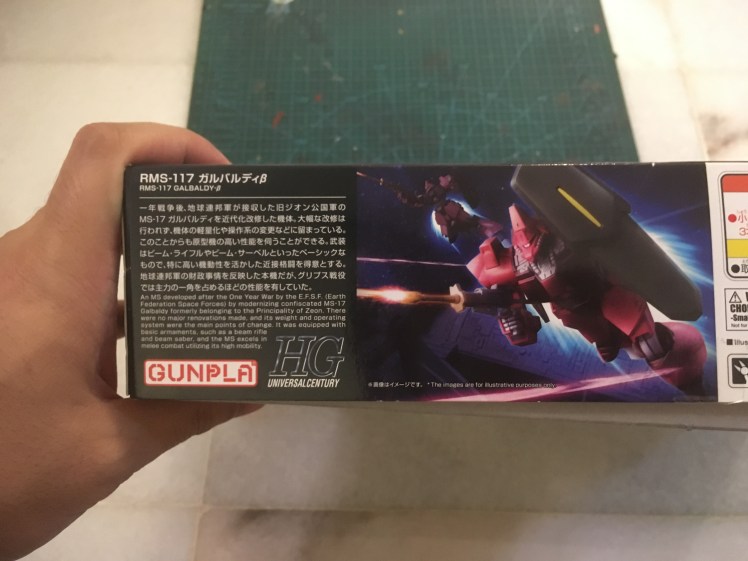 RMS-117 ガルバルディβ
RMS-117 GALBALDY-β
一年戦争後、地球連邦軍が接収した旧ジオン公国軍の
MS-17 ガルバルディを近代化改修した機体。大幅な改修は
行われず、機体の軽量化や操作系の変更などに留まっている。
このことからも原型機の高い性能を伺うことができる。武装
はビーム・ライフルやビーム・サーベルといったベーシックな
もので、特に高い機動性を活かした近接格闘を得意とする。
地球連邦軍の財政事情を反映した本機だが、グリプス戦役
では主力の一角を占めるほどの性能を有していた。
An MS developed after the One Year War by the E.F.S.F. (Earth
Federation Space Forces) by modernizing confiscated MS-17
Galbaldy formerly belonging to the Principality of Zeon. There
were no major renovations made, and its weight and operating
system were the main points of change. It was equipped with
basic armaments, such as a beam rifle
and beam saber, and the MS excels in
melee combat utilizing its high mobility.
GUNPLA
HG
UNIVERSAL CENTURY
※画像はイメージです。 *The images are for illustrative purposes only.
●小
●取
CHO
-Smal
■Illus